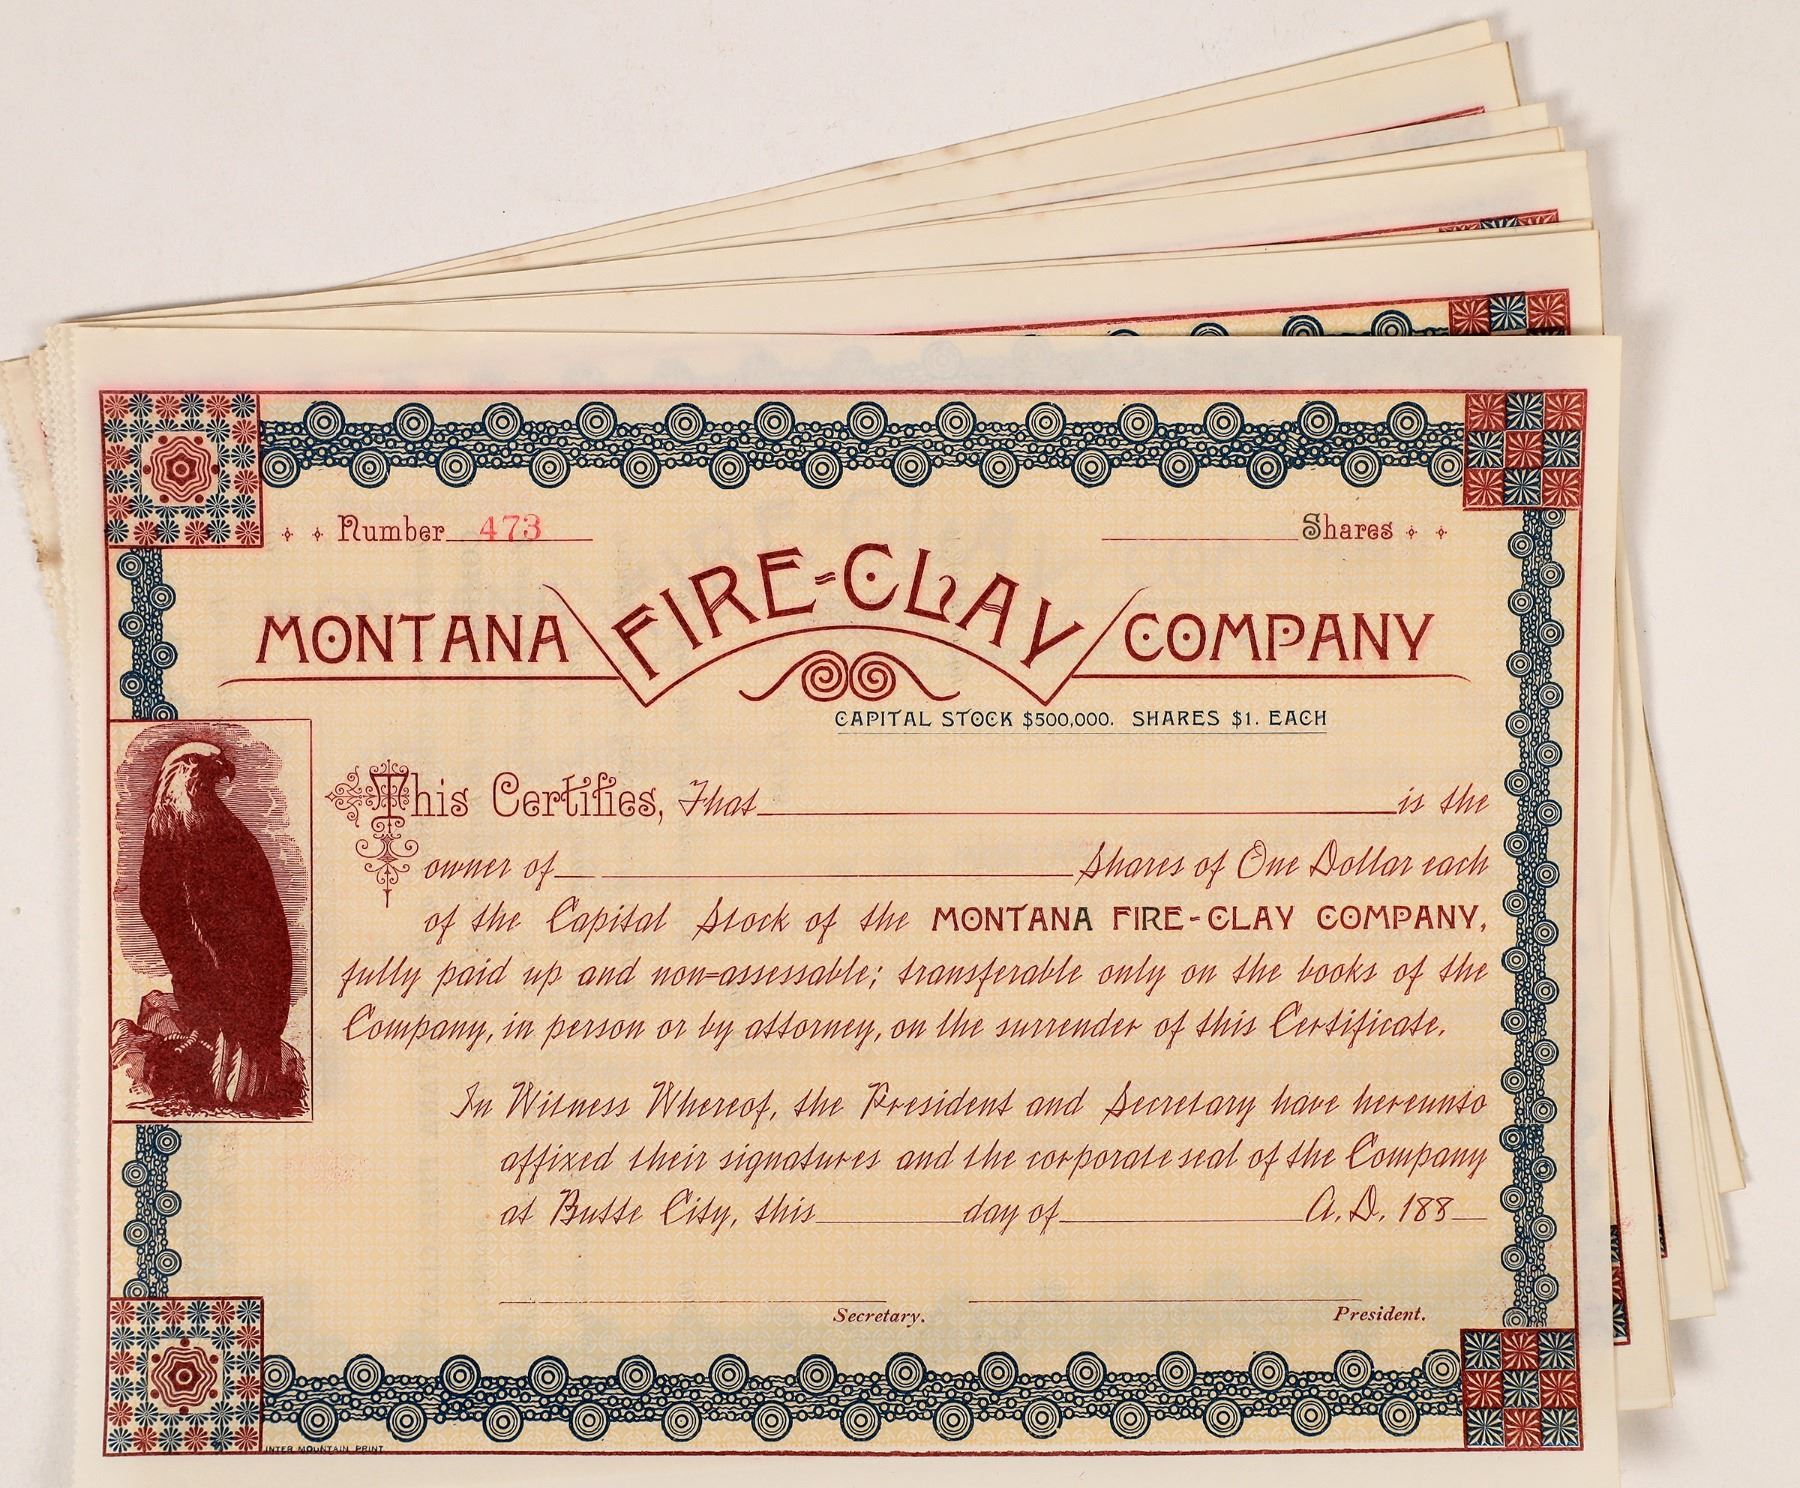 Number 473 Shares
MONTANA FIRE-CLAY COMPANY
CAPITAL STOCK $500,000. SHARES $1. EACH
This Certifies, That is the
owner of Shares of One Dollar each
of the Capital Stock of the MONTANA FIRE-CLAY COMPANY,
fully paid up and non-assessable; transferable only on the books of the
Company, in person or by attorney, on the surrender of this Certificate.
In Witness Whereof, the President and Secretary have hereunto
affixed their signatures and the corporate seal of the Company
at Butte City, this day of A. D. 188
Secretary. President.
INTER MOUNTAIN PRINT